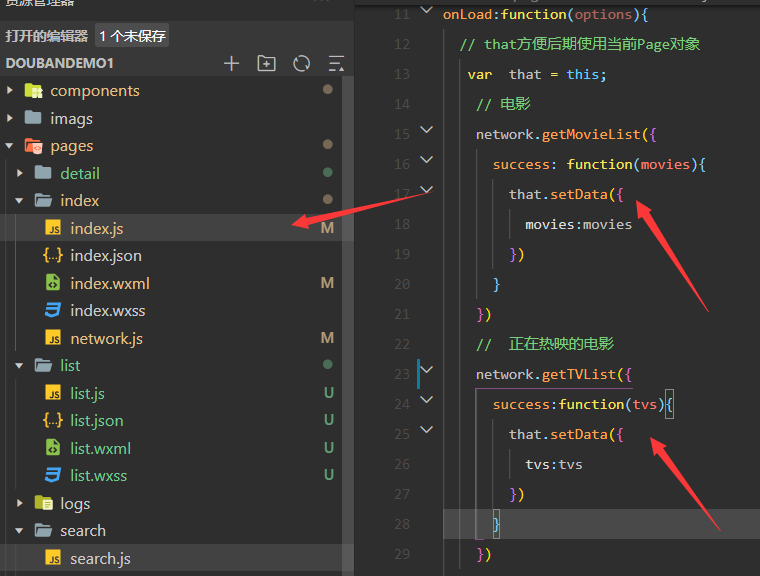 资源管理器
打开的编辑器 1 个未保存
DOUBANDEMO1
components
imags
pages
detail
index
index.js M
index.json
index.wxml M
index.wxss
network.js M
list
list.js U
list.json U
list.wxml U
list.wxss U
logs
search
search.js
11 onLoad:function(options){
12 // that方便后期使用当前Page对象
13 var that = this;
14 // 电影
15 network.getMovieList({
16 success: function(movies){
17 that.setData({
18 movies:movies
19 })
20 }
21 })
22 // 正在热映的电影
23 network.getTVList({
24 success:function(tvs){
25 that.setData({
26 tvs:tvs
27 })
28 }
29 })